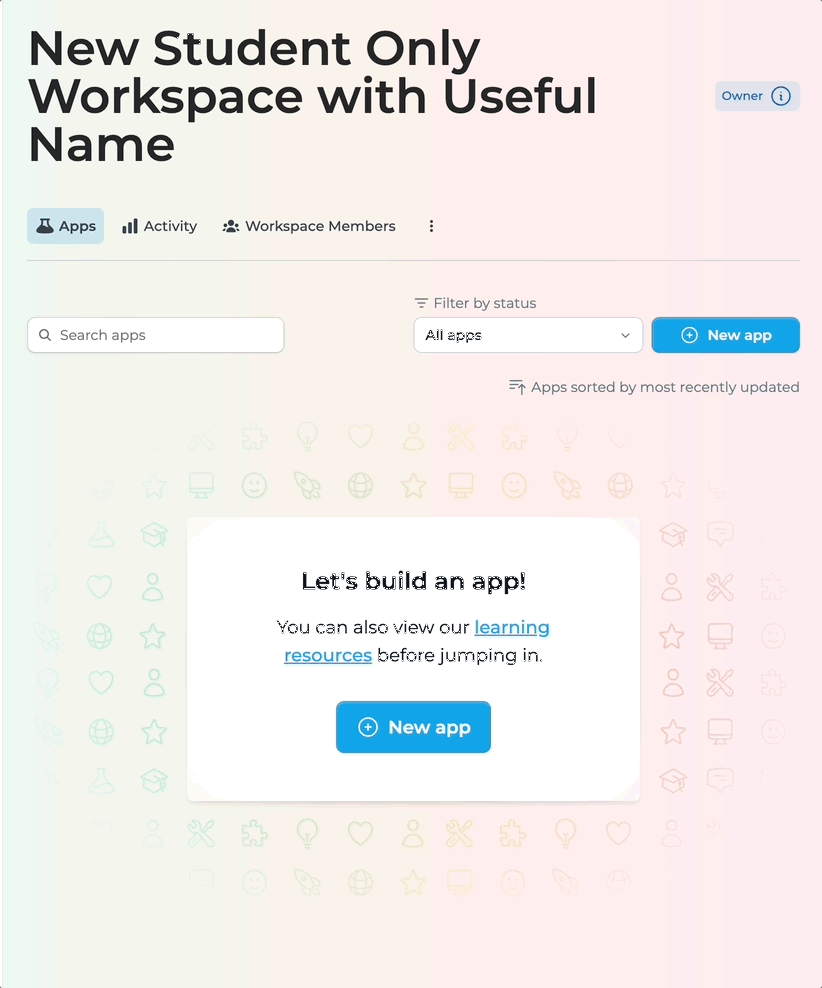 New Student Only
Workspace with Useful
Name
Owner
Apps
Activity
Workspace Members
Filter by status
Search apps
All apps
New app
Apps sorted by most recently updated
Let's build an app!
You can also view our learning
resources before jumping in.
New app